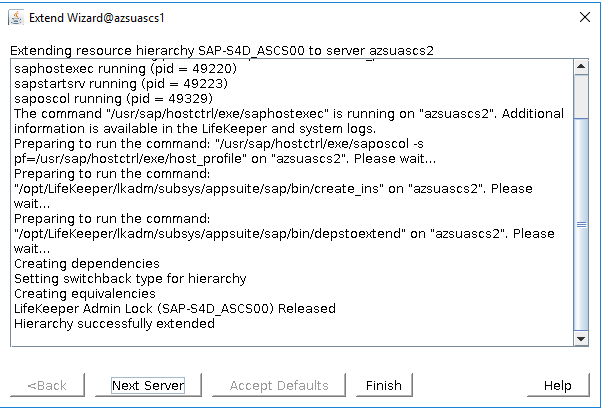 Extend Wizard@azsuascs1
Extending resource hierarchy SAP-S4D_ASCS00 to server azsuascs2
saphostexec running (pid = 49220)
sapstartsrv running (pid = 49223)
saposcol running (pid = 49329)
The command "/usr/sap/hostctrl/exe/saphostexec" is running on "azsuascs2". Additional
information is available in the LifeKeeper and system logs.
Preparing to run the command: "/usr/sap/hostctrl/exe/saposcol -s
pf=/usr/sap/hostctrl/exe/host_profile" on "azsuascs2". Please wait...
Preparing to run the command:
"/opt/LifeKeeper/lkadm/subsys/appsuite/sap/bin/create_ins" on "azsuascs2". Please
wait...
Preparing to run the command:
"/opt/LifeKeeper/lkadm/subsys/appsuite/sap/bin/depstoextend" on "azsuascs2". Please
wait...
Creating dependencies
Setting switchback type for hierarchy
Creating equivalencies
LifeKeeper Admin Lock (SAP-S4D_ASCS00) Released
Hierarchy successfully extended
<Back Next Server Accept Defaults Finish Help